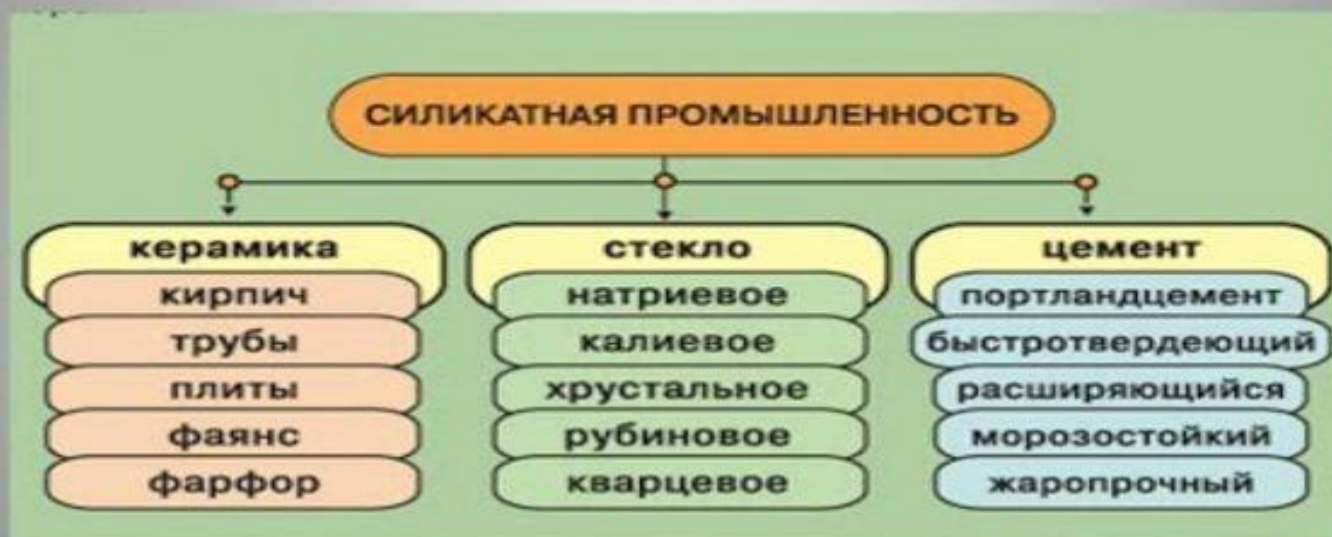 СИЛИКАТНАЯ ПРОМЫШЛЕННОСТЬ
керамика
кирпич
трубы
плиты
фаянс
фарфор
стекло
натриевое
калиевое
хрустальное
рубиновое
кварцевое
цемент
портландцемент
быстротвердеющий
расширяющийся
морозостойкий
жаропрочный